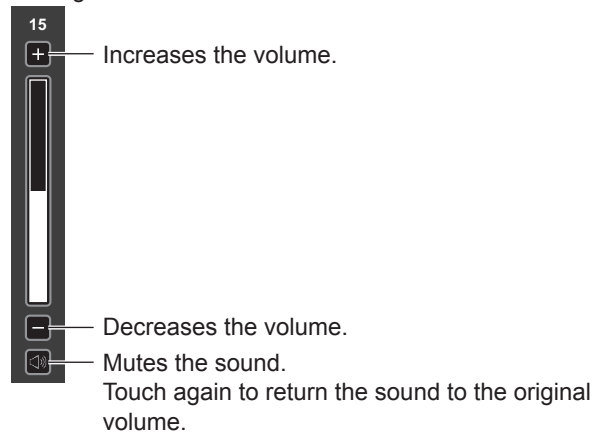 15
+
Increases the volume.
−
Decreases the volume.
Mutes the sound.
Touch again to return the sound to the original
volume.